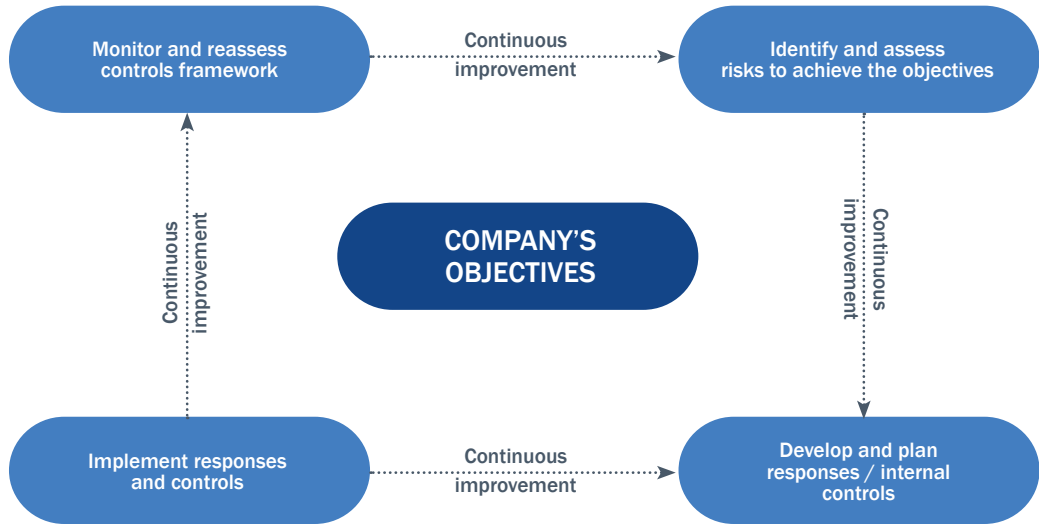 Monitor and reassess
controls framework
Continuous
improvement
Identify and assess
risks to achieve the objectives
Continuous
improvement
COMPANY'S
OBJECTIVES
Continuous
improvement
Implement responses
and controls
Continuous
improvement
Develop and plan
responses / internal
controls